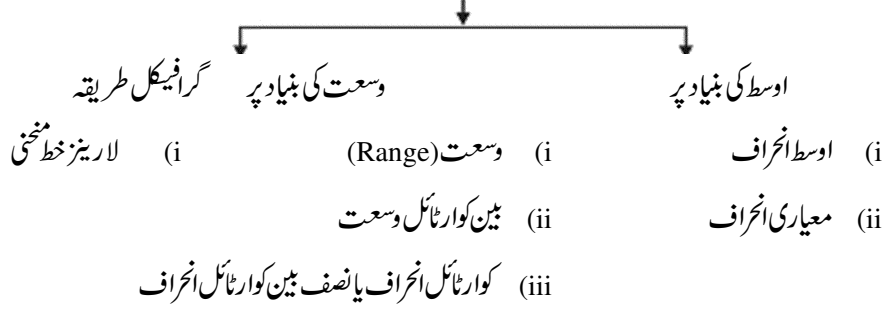 اوسط کی بنیاد پر وسعت کی بنیاد پر گرافیکل طریقہ
i) اوسط انحراف i) وسعت (Range) i) لارینز خط منحنی
ii) معیاری انحراف ii) بین کوارٹائل وسعت
iii) کوارٹائل انحراف یا نصف بین کوارٹائل انحراف